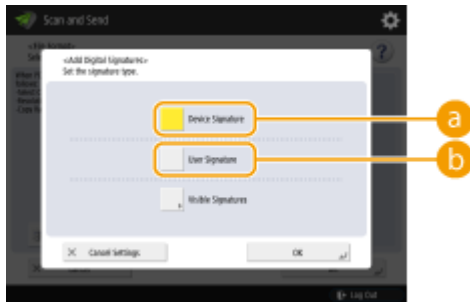 Scan and Send
?
<Add Digital Signatures>
Set the signature type.
Device Signature
a
User Signature
b
Visible Signatures
× Cancel Settings
OK
Log Out